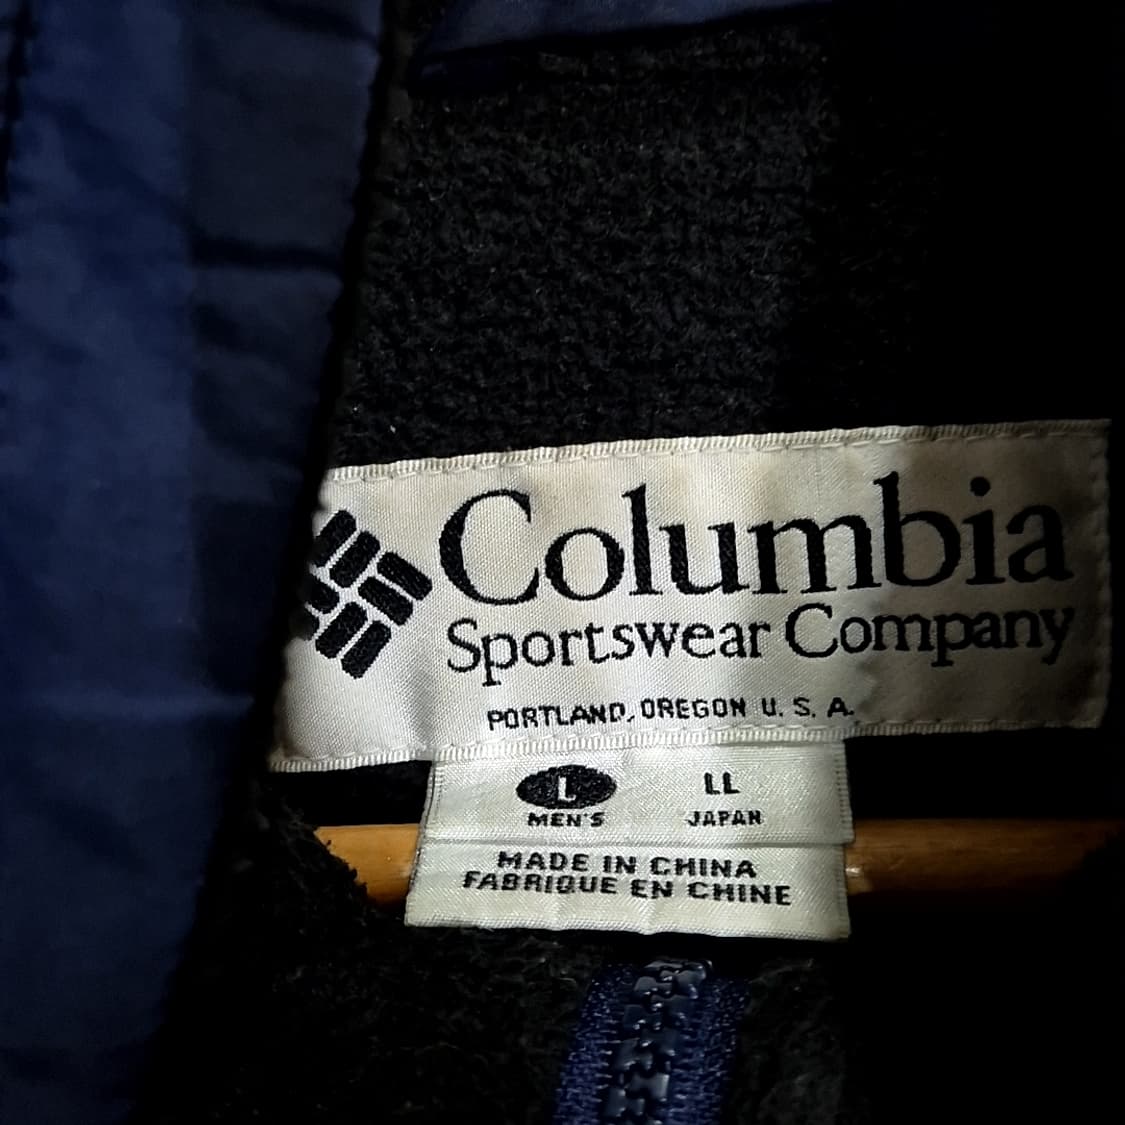 Columbia
Sportswear Company
PORTLAND, OREGON U. S. A.
L LL
MEN'S JAPAN
MADE IN CHINA
FABRIQUE EN CHINE